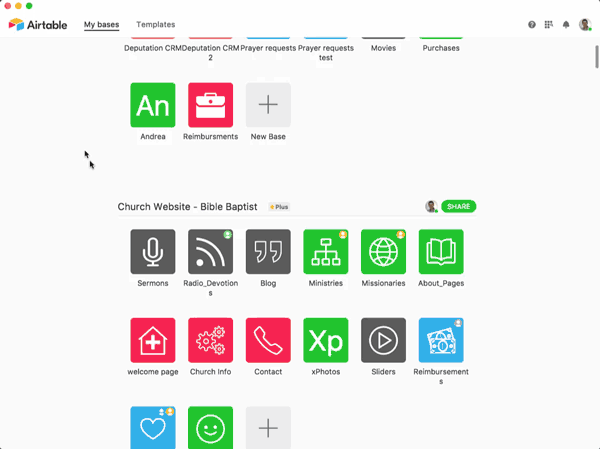 Airtable My bases Templates
Deputation CRM Deputation CRM Prayer requests Prayer requests Movies Purchases
2 test
An
Andrea Reimbursments New Base
Church Website - Bible Baptist Plus SHARE
Sermons Radio_Devotion Blog Ministries Missionaries About_Pages
s
Xp
welcome page Church Info Contact xPhotos Sliders Reimbursement
s